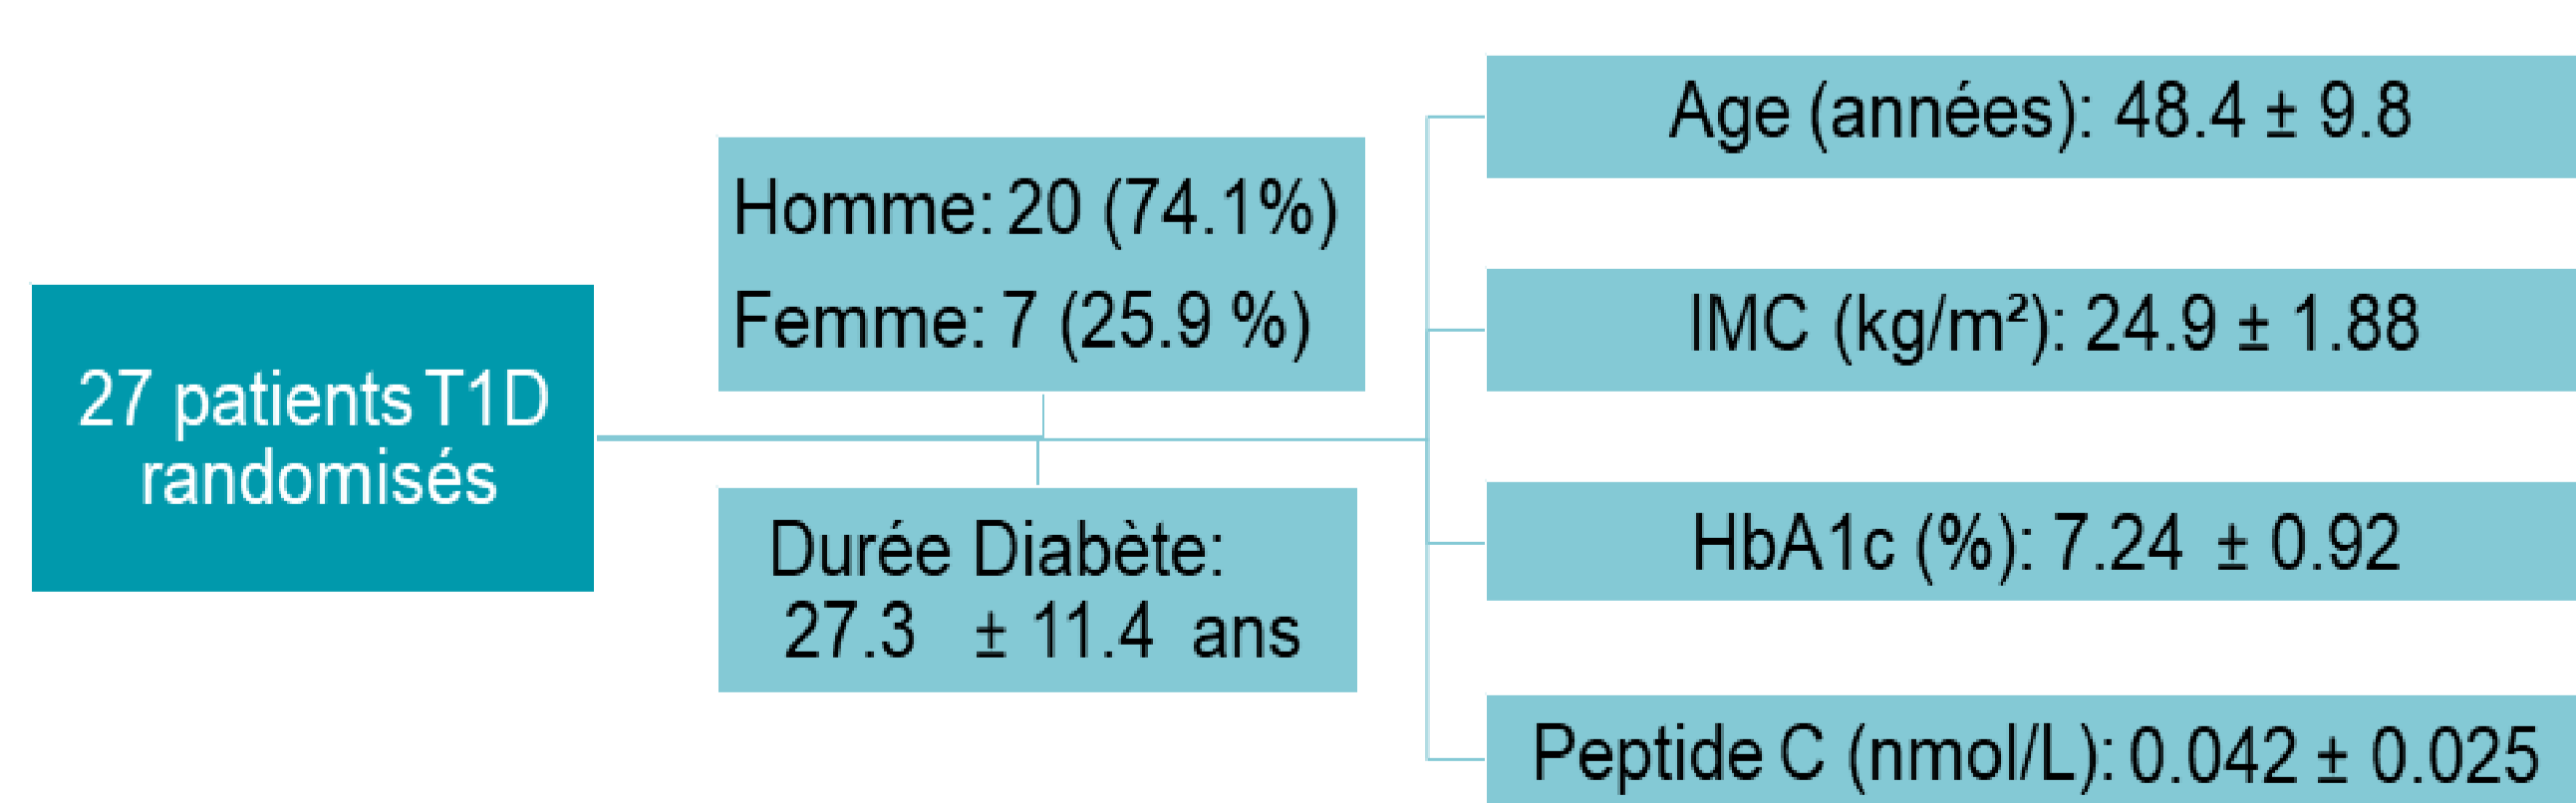 27 patients T1D
randomisés
Homme: 20 (74.1%)
Femme: 7 (25.9 %)
Durée Diabète:
27.3 ± 11.4 ans
Age (années): 48.4 ± 9.8
IMC (kg/m²): 24.9 ± 1.88
HbA1c (%): 7.24 ± 0.92
Peptide C (nmol/L): 0.042 ± 0.025